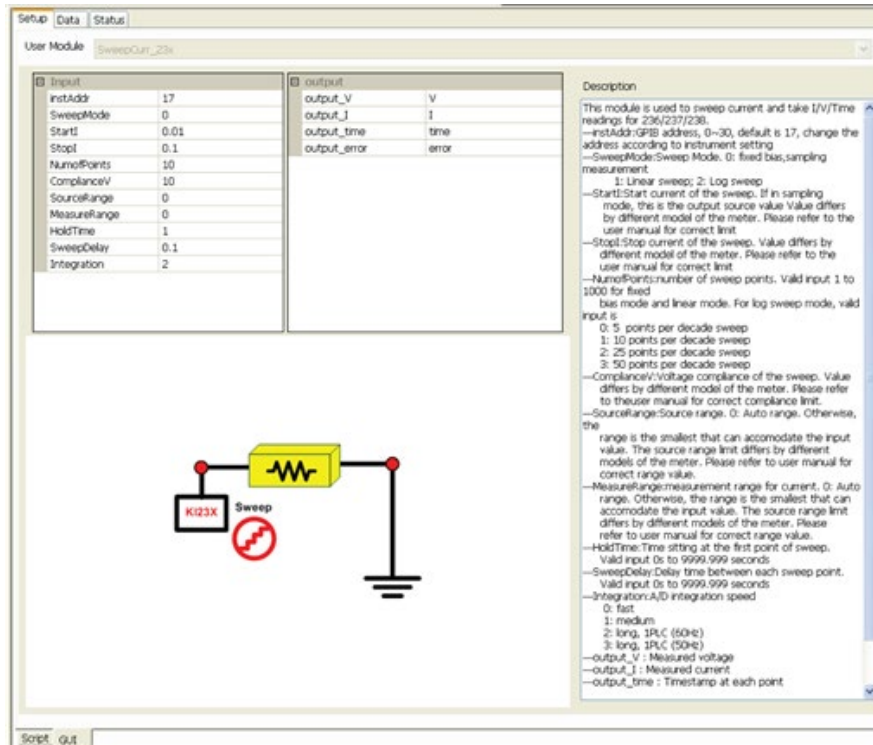 Setup Data Status
User Module SweepCurr_23x
Input
instAddr 17
SweepMode 0
StartI 0.01
StopI 0.1
NumofPoints 10
ComplianceV 10
SourceRange 0
MeasureRange 0
HoldTime 1
SweepDelay 0.1
Integration 2
output
output_V V
output_I I
output_time time
output_error error
KI23X
Sweep
Description
This module is used to sweep current and take I/V/Time
readings for 236/237/238.
—instAddr:GPIB address, 0~30, default is 17, change the
address according to instrument setting
—SweepMode:Sweep Mode. 0: fixed bias,sampling
measurement
1: Linear sweep; 2: Log sweep
—StartI:Start current of the sweep. If in sampling
mode, this is the output source value Value differs
by different model of the meter. Please refer to the
user manual for correct limit
—StopI:Stop current of the sweep. Value differs by
different model of the meter. Please refer to the
user manual for correct limit
—NumofPoints:number of sweep points. Valid input 1 to
1000 for fixed
bias mode and linear mode. For log sweep mode, valid
input is
0: 5 points per decade sweep
1: 10 points per decade sweep
2: 25 points per decade sweep
3: 50 points per decade sweep
—ComplianceV:Voltage compliance of the sweep. Value
differs by different model of the meter. Please refer
to theuser manual for correct compliance limit.
—SourceRange:Source range. 0: Auto range. Otherwise,
the
range is the smallest that can accomodate the input
value. The source range limit differs by different
models of the meter. Please refer to user manual for
correct range value.
—MeasureRange:measurement range for current. 0: Auto
range. Otherwise, the range is the smallest that can
accomodate the input value. The source range limit
differs by different models of the meter. Please
refer to user manual for correct range value.
—HoldTime:Time sitting at the first point of sweep.
Valid input 0s to 9999.999 seconds
—SweepDelay:Delay time between each sweep point.
Valid input 0s to 9999.999 seconds
—Integration:A/D integration speed
0: fast
1: medium
2: long, 1PLC (60Hz)
3: long, 1PLC (50Hz)
—output_V : Measured voltage
—output_I : Measured current
—output_time : Timestamp at each point
Script GUI